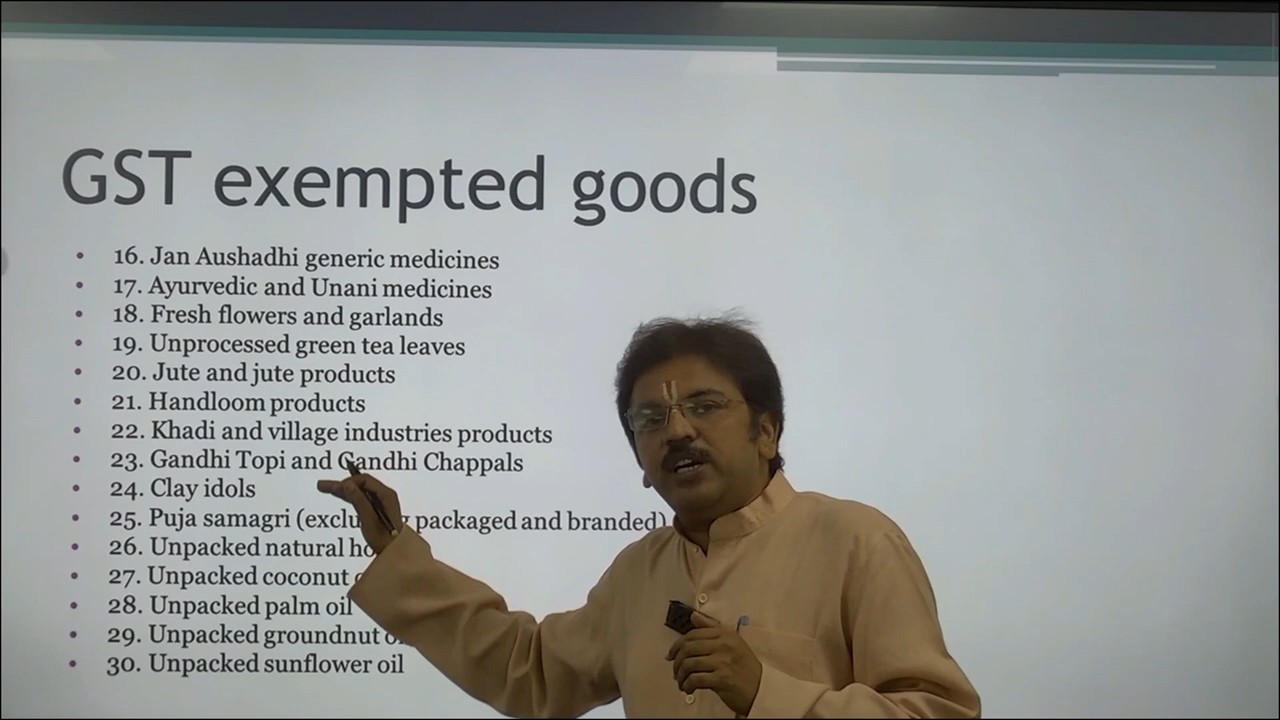 GST exempted goods
• 16. Jan Aushadhi generic medicines
• 17. Ayurvedic and Unani medicines
• 18. Fresh flowers and garlands
• 19. Unprocessed green tea leaves
• 20. Jute and jute products
• 21. Handloom products
• 22. Khadi and village industries products
• 23. Gandhi Topi and Gandhi Chappals
• 24. Clay idols
• 25. Puja samagri (excluding packaged and branded)
• 26. Unpacked natural
• 27. Unpacked coconut
• 28. Unpacked palm oil
• 29. Unpacked groundnut
• 30. Unpacked sunflower oil